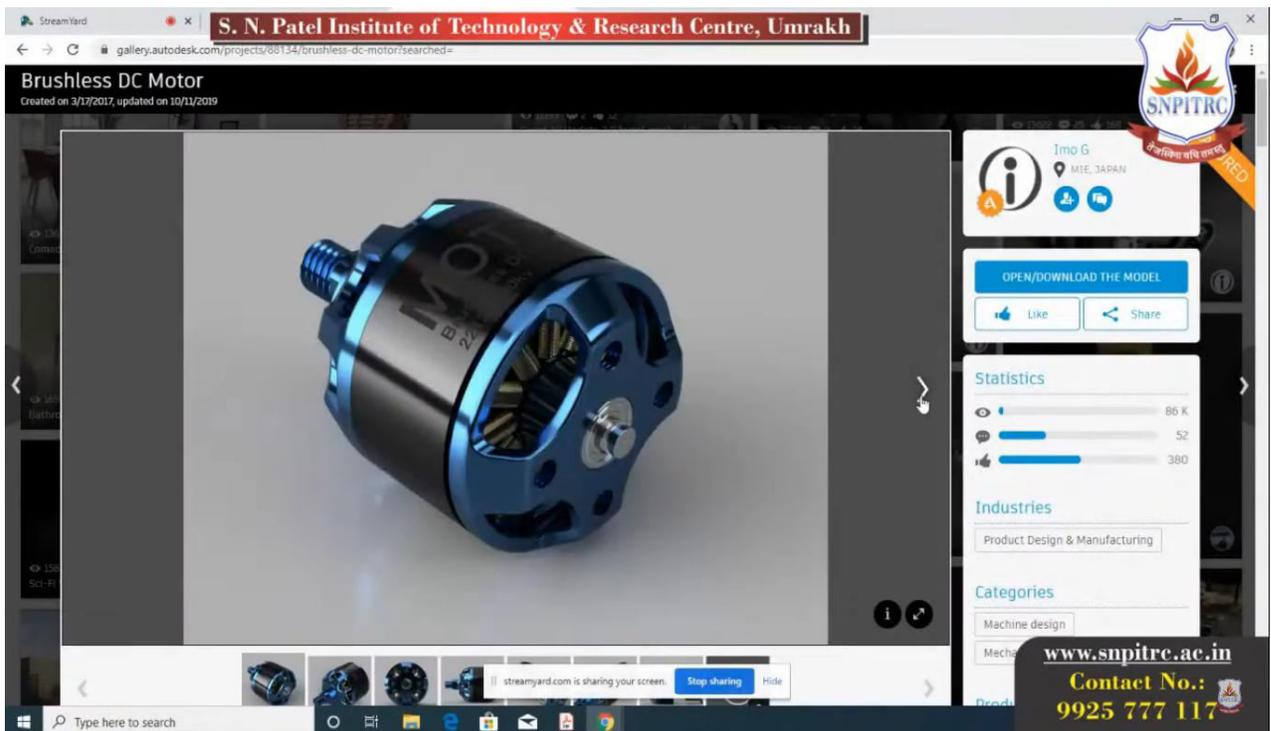 StreamYard
S. N. Patel Institute of Technology & Research Centre, Umrakh
gallery.autodesk.com/projects/88134/brushless-dc-motor?searched=
Brushless DC Motor
Created on 3/17/2017, updated on 10/11/2019
SNPITRC
Imo G
MIE, JAPAN
OPEN/DOWNLOAD THE MODEL
Like
Share
Statistics
86 K
52
380
Industries
Product Design & Manufacturing
Categories
Machine design
streamyard.com is sharing your screen.
Stop sharing
Hide
www.snpitrc.ac.in
Contact No.:
9925 777 117
Type here to search